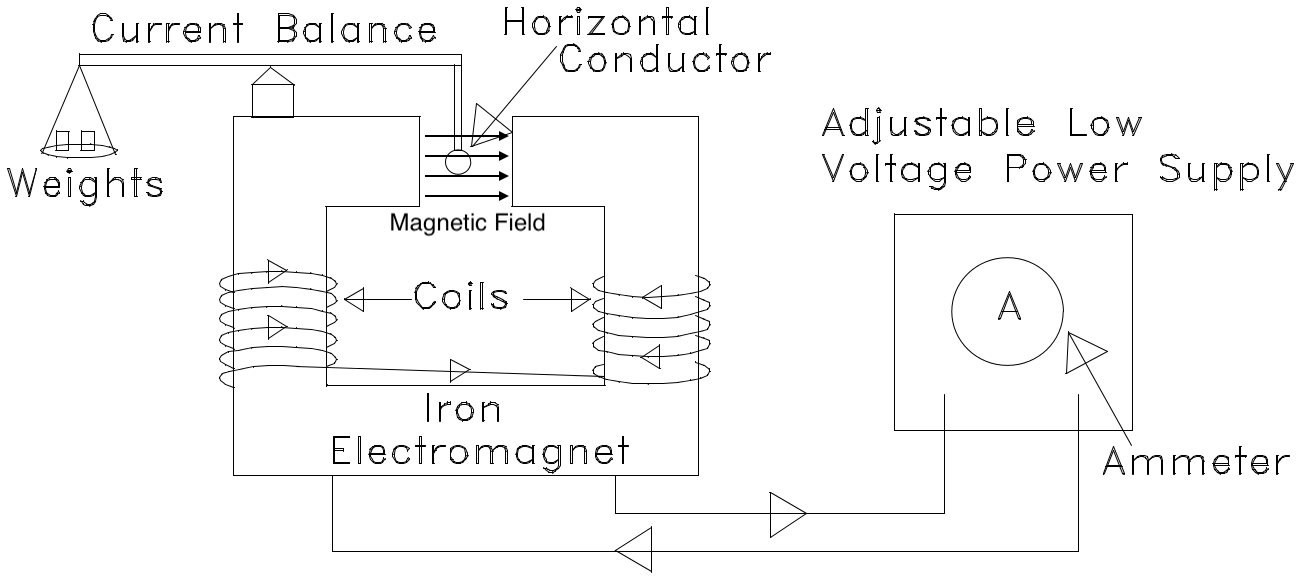 Current Balance
Horizontal
Conductor
Weights
Magnetic Field
Coils
Iron
Electromagnet
Adjustable Low
Voltage Power Supply
A
Ammeter